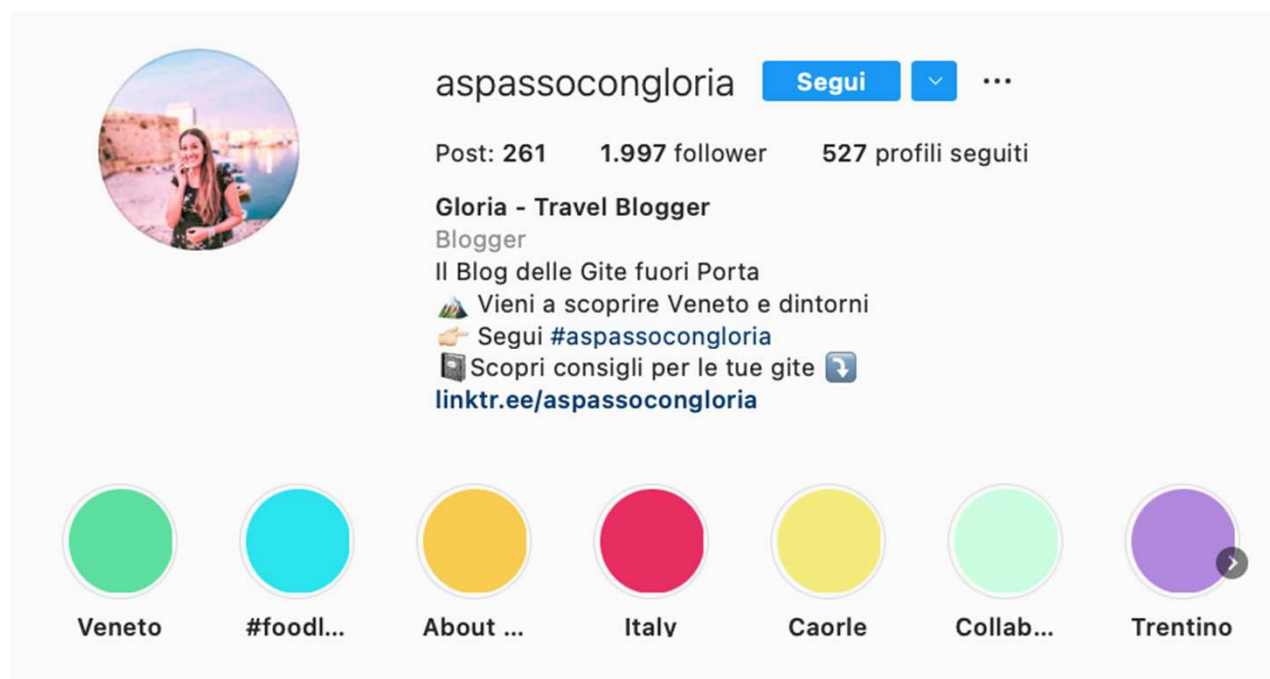 aspassocongloria Segui
Post: 261 1.997 follower 527 profili seguiti
Gloria - Travel Blogger
Blogger
Il Blog delle Gite fuori Porta
Vieni a scoprire Veneto e dintorni
Segui #aspassocongloria
Scopri consigli per le tue gite
linktr.ee/aspassocongloria
Veneto #foodl... About ... Italy Caorle Collab... Trentino